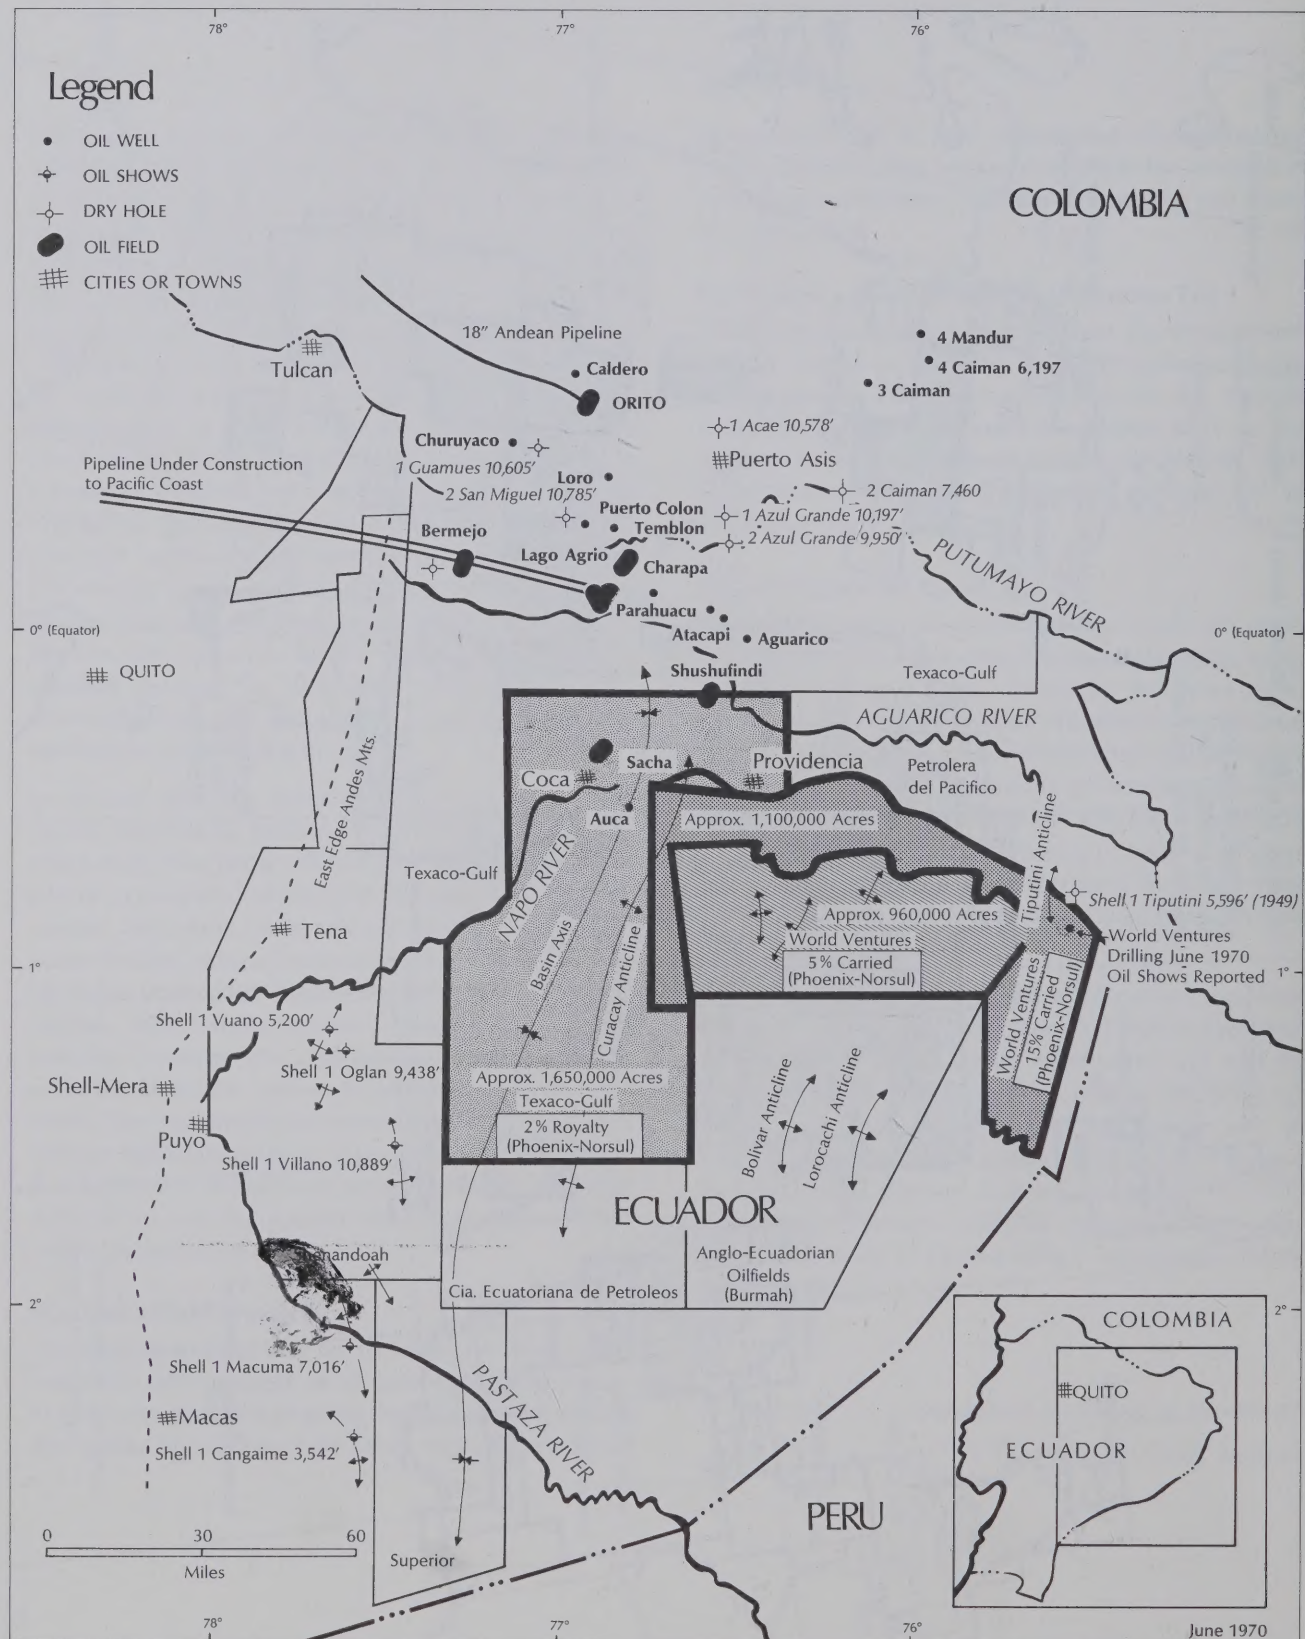 78°
77°
76°
Legend
OIL WELL
OIL SHOWS
DRY HOLE
OIL FIELD
CITIES OR TOWNS
COLOMBIA
18" Andean Pipeline
Tulcan
Caldero
ORITO
4 Mandur
4 Caiman 6,197
3 Caiman
1 Acae 10,578'
Puerto Asis
Churuyaco
1 Guamues 10,605'
Loro
2 San Miguel 10,785'
Pipeline Under Construction
to Pacific Coast
2 Caiman 7,460
Puerto Colon
1 Azul Grande 10,197'
Temblon
2 Azul Grande 9,950'
Bermejo
Lago Agrio
Charapa
PUTUMAYO RIVER
Parahuacu
Atacapi
Aguarico
0° (Equator)
0° (Equator)
QUITO
Shushufindi
Texaco-Gulf
AGUARICO RIVER
East Edge Andes Mts.
Sacha
Providencia
Coca
Petrolera
del Pacifico
Auca
Approx. 1,100,000 Acres
Tiputini Anticline
Texaco-Gulf
NAPO RIVER
Shell 1 Tiputini 5,596' (1949)
Approx. 960,000 Acres
World Ventures
5% Carried
(Phoenix-Norsul)
World Ventures
Drilling June 1970
Oil Shows Reported
Tena
Basin Axis
Curacay Anticline
World Ventures
15% Carried
(Phoenix-Norsul)
1°
1°
Shell 1 Vuano 5,200'
Shell 1 Oglan 9,438'
Shell-Mera
Approx. 1,650,000 Acres
Texaco-Gulf
2% Royalty
(Phoenix-Norsul)
Bolivar Anticline
Lorocachi Anticline
Puyo
Shell 1 Villano 10,889'
ECUADOR
Shenandoah
Cia. Ecuatoriana de Petroleos
Anglo-Ecuadorian
Oilfields
(Burmah)
2°
2°
Shell 1 Macuma 7,016'
PASTAZA RIVER
Macas
Shell 1 Cangaime 3,542'
COLOMBIA
QUITO
ECUADOR
PERU
0
30
60
Miles
Superior
78°
77°
76°
June 1970